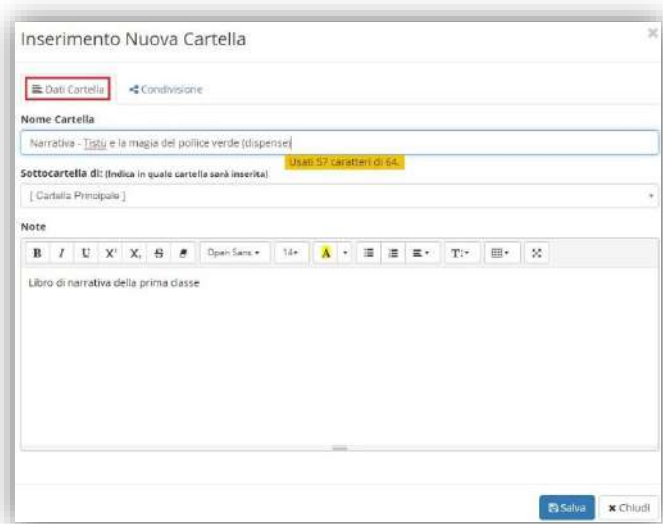 Inserimento Nuova Cartella
Dati Cartella Condivisione
Nome Cartella
Narrativa - Tistù e la magia del pollice verde (dispense)
Usati 57 caratteri di 64.
Sottocartella di: (Indica in quale cartella sarà inserita)
[ Cartella Principale ]
Note
B I U X² X₂ S Open Sans 14 A T:
Libro di narrativa della prima classe
Salva x Chiudi